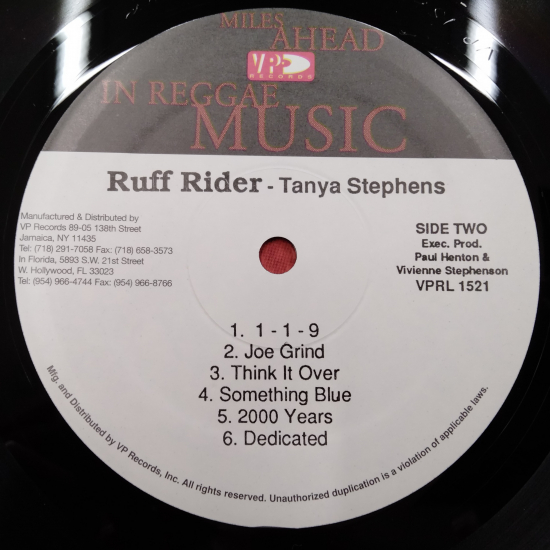 MILES
AHEAD
VP
RECORDS
IN REGGAE
MUSIC
Ruff Rider - Tanya Stephens
Manufactured & Distributed by
VP Records 89-05 138th Street
Jamaica, NY 11435
Tel: (718) 291-7058 Fax: (718) 658-3573
In Florida, 5893 S.W. 21st Street
W. Hollywood, FL 33023
Tel: (954) 966-4744 Fax: (954) 966-8766
SIDE TWO
Exec. Prod.
Paul Henton &
Vivienne Stephenson
VPRL 1521
1. 1 - 1 - 9
2. Joe Grind
3. Think It Over
4. Something Blue
5. 2000 Years
6. Dedicated
Mfg. and Distributed by VP Records, Inc. All rights reserved. Unauthorized duplication is a violation of applicable laws.